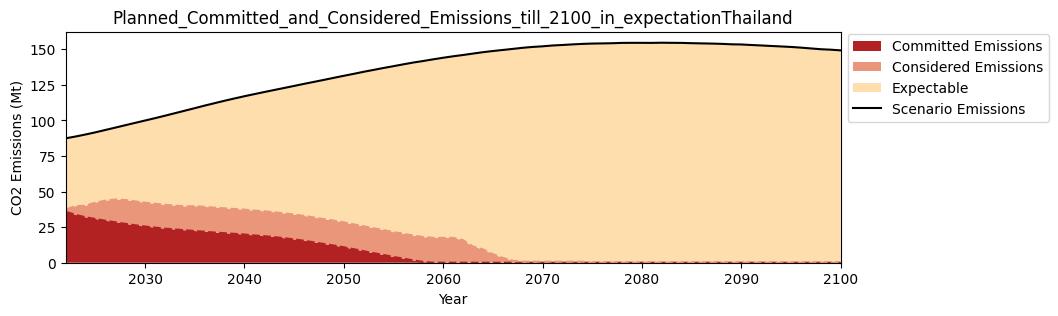 Planned_Committed_and_Considered_Emissions_till_2100_in_expectationThailand
CO2 Emissions (Mt)
150
125
100
75
50
25
0
2030
2040
2050
2060
2070
2080
2090
2100
Year
Committed Emissions
Considered Emissions
Expectable
Scenario Emissions